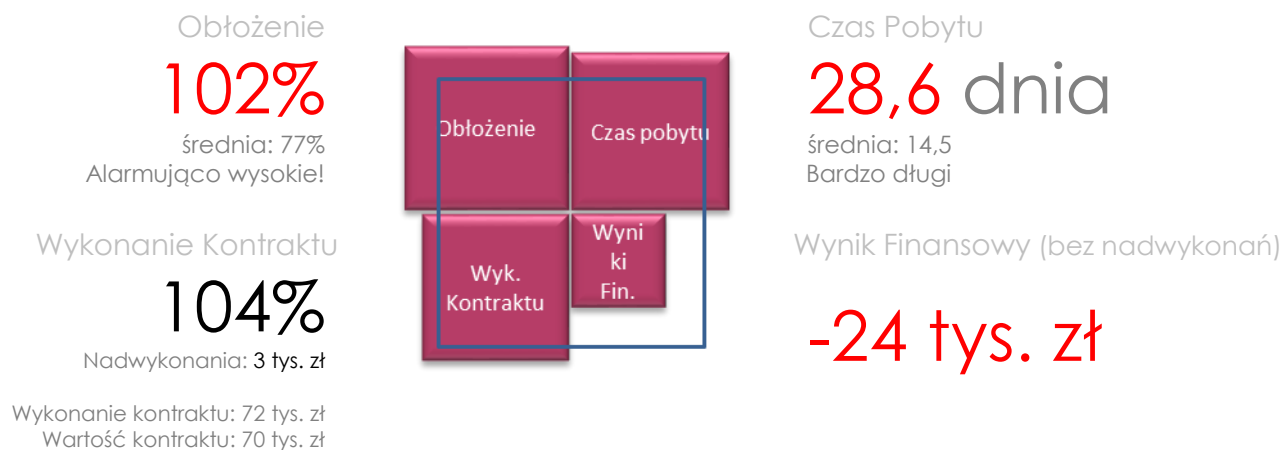 Obłożenie
102%
średnia: 77%
Alarmująco wysokie!
Wykonanie Kontraktu
104%
Nadwykonania: 3 tys. zł
Wykonanie kontraktu: 72 tys. zł
Wartość kontraktu: 70 tys. zł
Obłożenie
Czas pobytu
Wyk.
Kontraktu
Wyni
ki
Fin.
Czas Pobytu
28,6 dnia
średnia: 14,5
Bardzo długi
Wynik Finansowy (bez nadwykonań)
-24 tys. zł